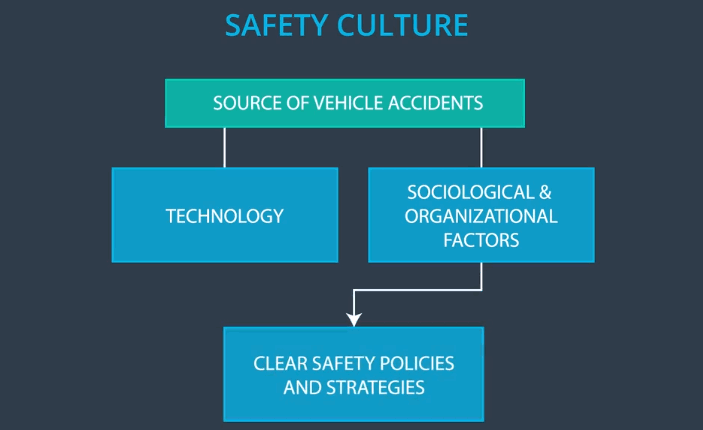 SAFETY CULTURE
SOURCE OF VEHICLE ACCIDENTS
TECHNOLOGY
SOCIOLOGICAL &
ORGANIZATIONAL
FACTORS
CLEAR SAFETY POLICIES
AND STRATEGIES